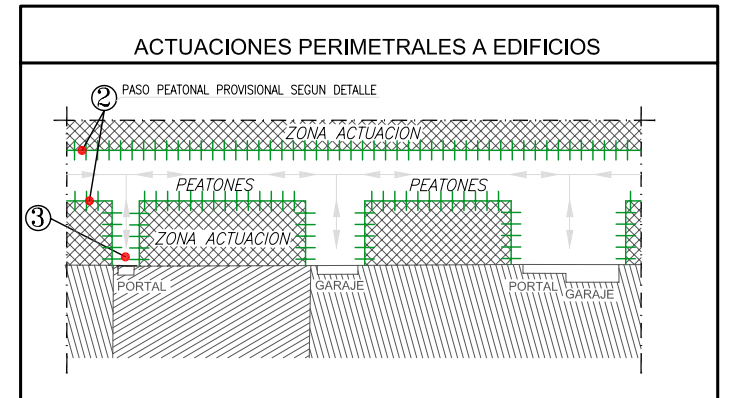 ACTUACIONES PERIMETRALES A EDIFICIOS
2 PASO PEATONAL PROVISIONAL SEGUN DETALLE
ZONA ACTUACION
PEATONES PEATONES
3
ZONA ACTUACION
PORTAL GARAJE PORTAL GARAJE